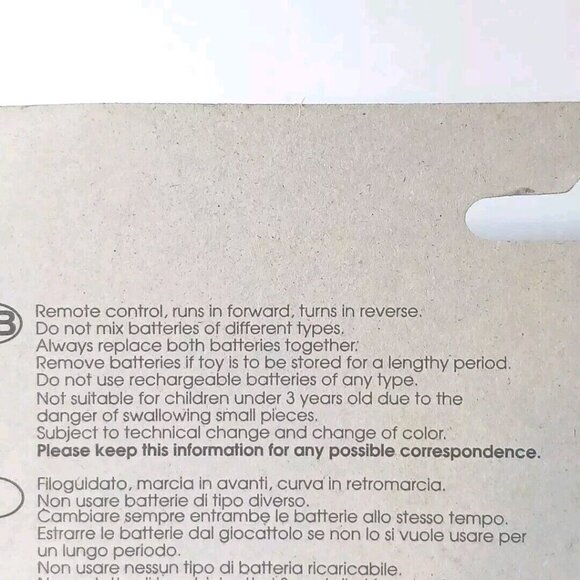 B
Remote control, runs in forward, turns in reverse.
Do not mix batteries of different types.
Always replace both batteries together.
Remove batteries if toy is to be stored for a lengthy period.
Do not use rechargeable batteries of any type.
Not suitable for children under 3 years old due to the
danger of swallowing small pieces.
Subject to technical change and change of color.
Please keep this information for any possible correspondence.
Filoguidato, marcia in avanti, curva in retromarcia.
Non usare batterie di tipo diverso.
Cambiare sempre entrambe le batterie allo stesso tempo.
Estrarre le batterie dal giocattolo se non lo si vuole usare per
un lungo periodo.
Non usare nessun tipo di batteria ricaricabile.